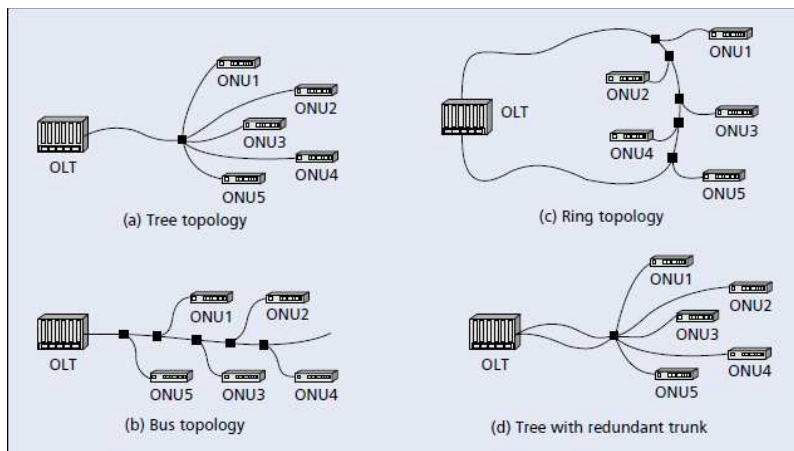 ONU1
ONU2
ONU3
ONU4
ONU5
OLT
(a) Tree topology
ONU1
ONU2
OLT
ONU3
ONU4
ONU5
(c) Ring topology
ONU1
ONU2
OLT
ONU5
ONU3
ONU4
(b) Bus topology
ONU1
ONU2
ONU3
OLT
ONU4
ONU5
(d) Tree with redundant trunk